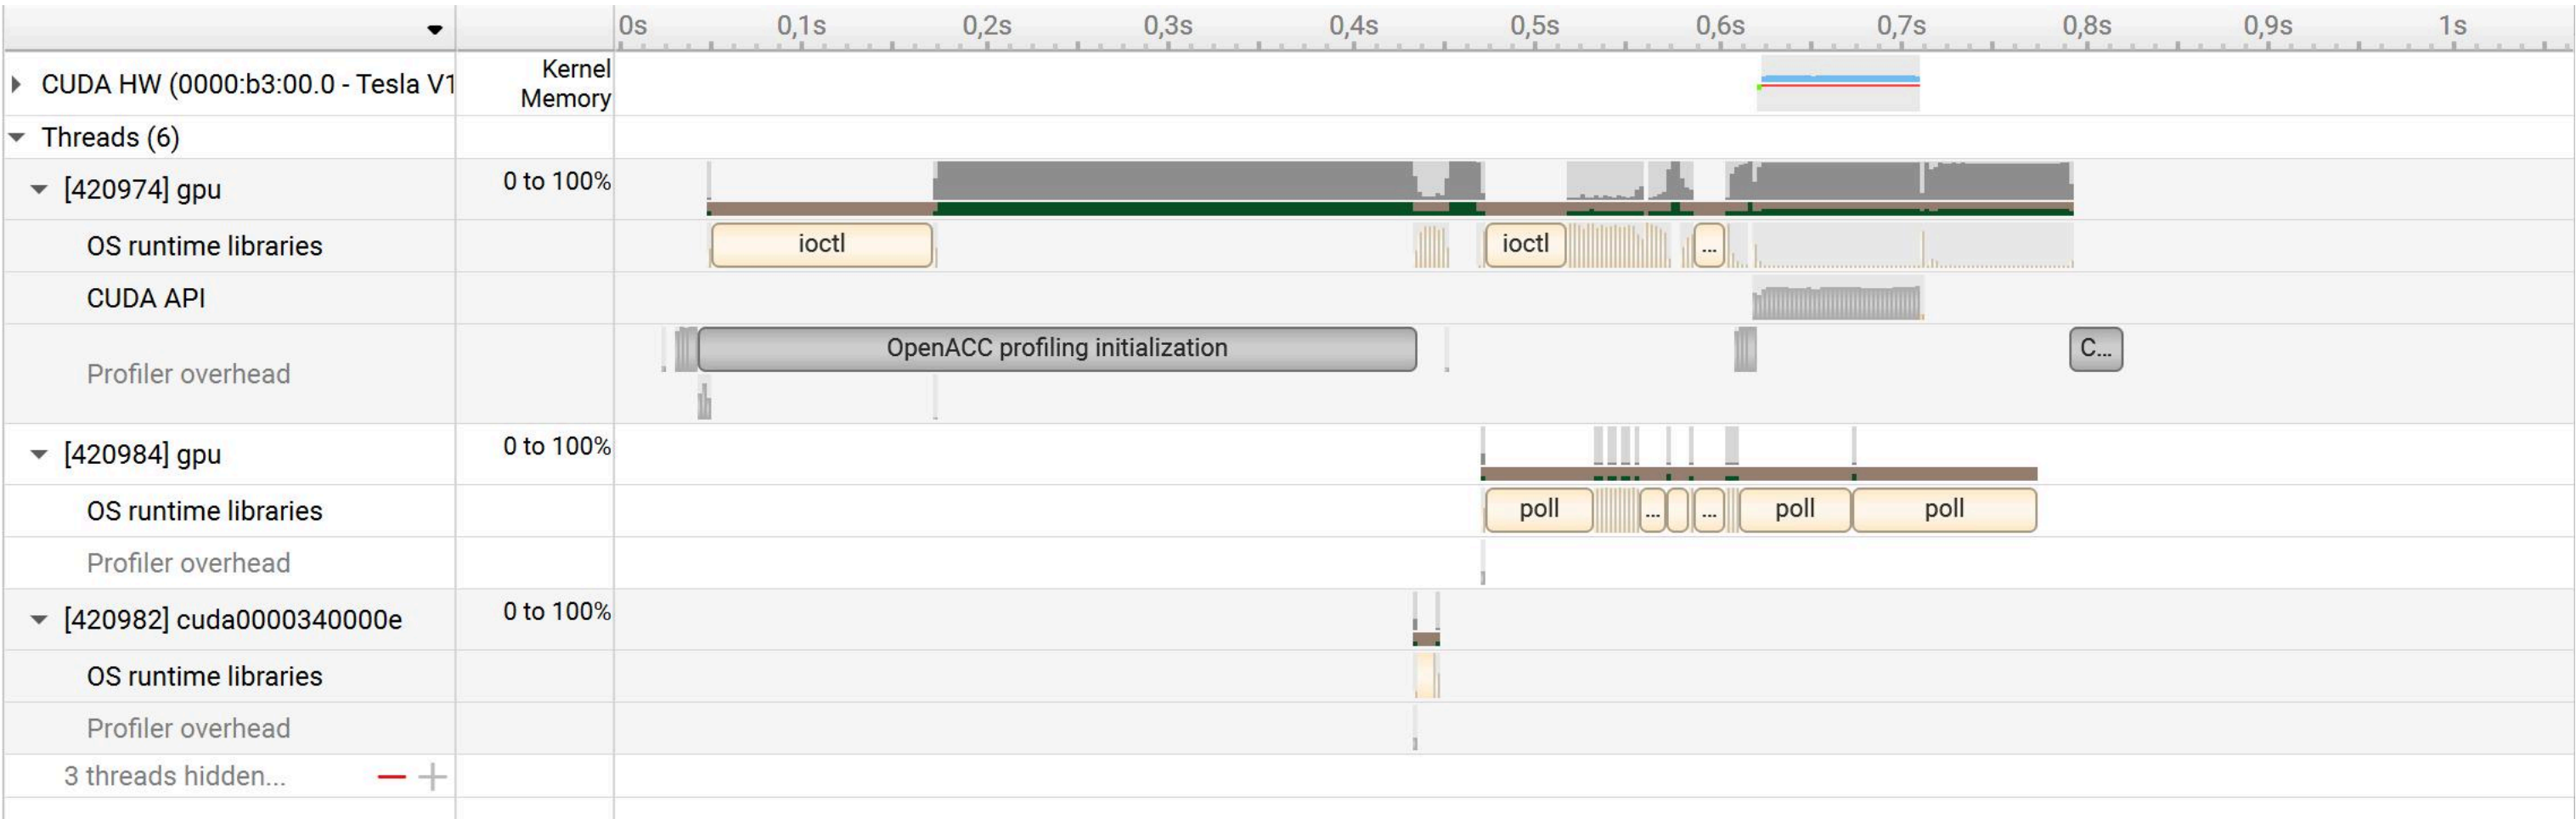 0s 0,1s 0,2s 0,3s 0,4s 0,5s 0,6s 0,7s 0,8s 0,9s 1s
CUDA HW (0000:b3:00.0 - Tesla V1
Kernel
Memory
Threads (6)
[420974] gpu 0 to 100%
OS runtime libraries ioctl ioctl ...
CUDA API
OpenACC profiling initialization C...
Profiler overhead
[420984] gpu 0 to 100%
OS runtime libraries poll ... ... poll poll
Profiler overhead
[420982] cuda0000340000e 0 to 100%
OS runtime libraries
Profiler overhead
3 threads hidden...